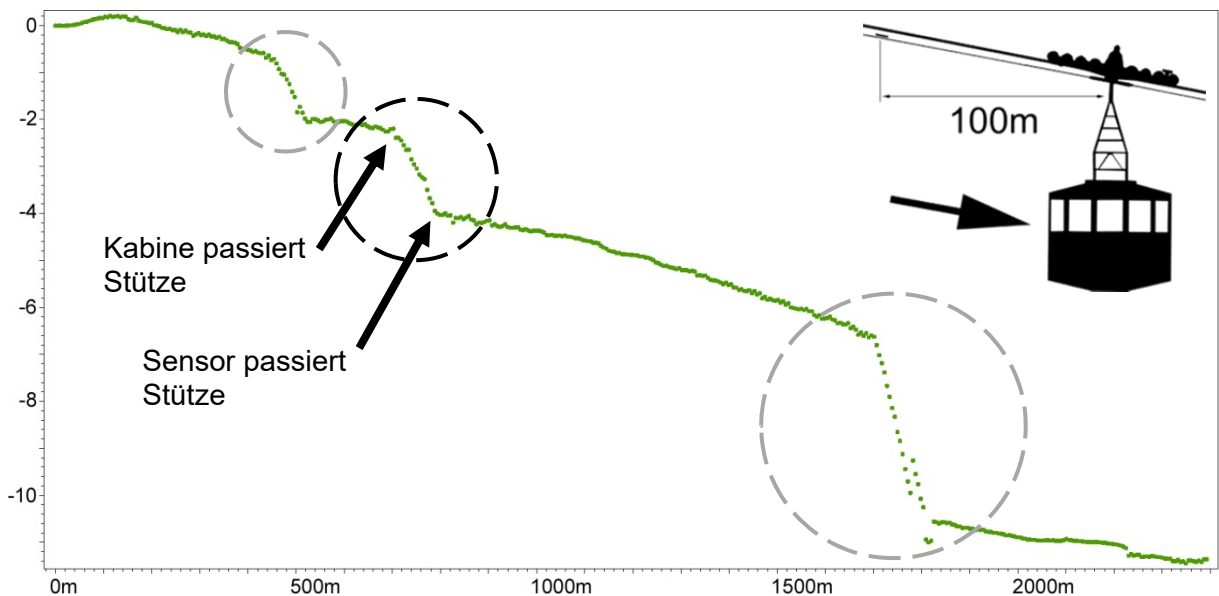 0
-2
-4
-6
-8
-10
100m
Kabine passiert
Stütze
Sensor passiert
Stütze
0m
500m
1000m
1500m
2000m